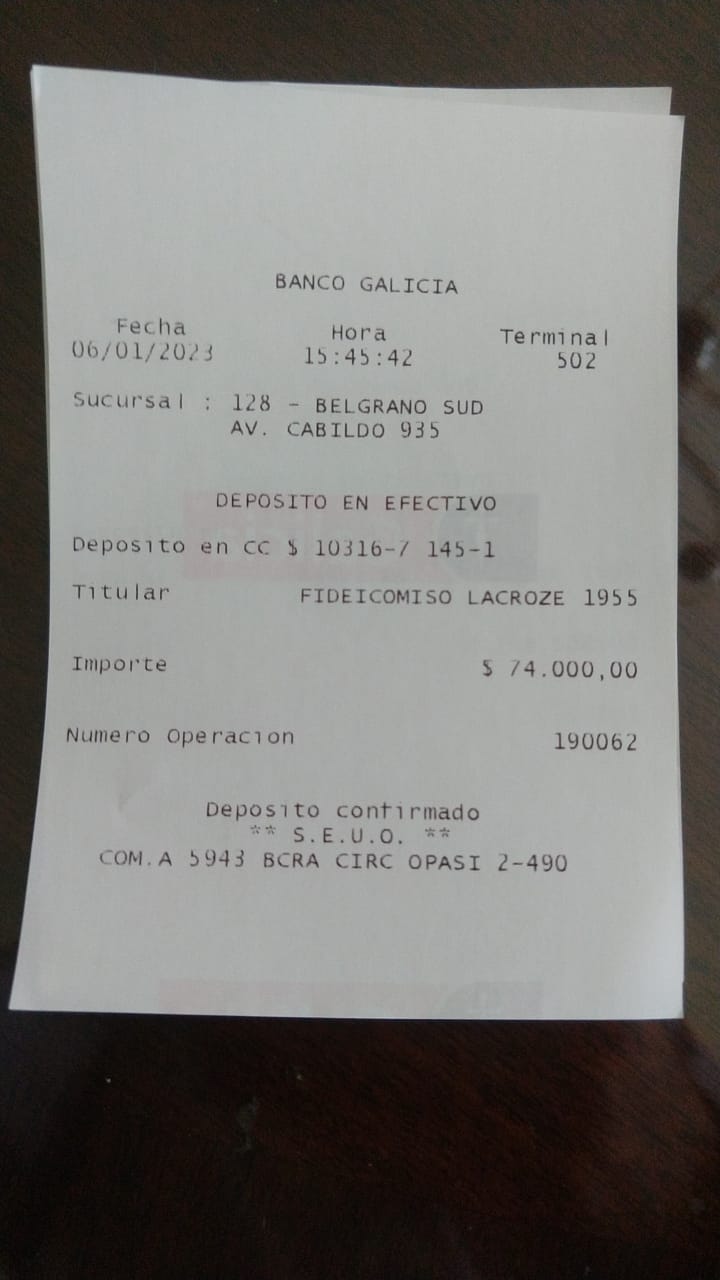 BANCO GALICIA
Fecha Hora Terminal
06/01/2023 15:45:42 502
Sucursal : 128 - BELGRANO SUD
AV. CABILDO 935
DEPOSITO EN EFECTIVO
Deposito en CC $ 10316-7 145-1
Titular FIDEICOMISO LACROZE 1955
Importe $ 74.000,00
Numero Operacion 190062
Deposito confirmado
** S.E.U.O. **
COM.A 5943 BCRA CIRC OPASI 2-490